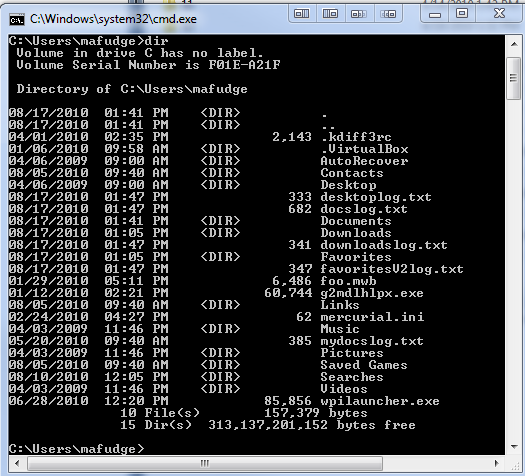 C:\Windows\system32\cmd.exe
C:\Users\mafudge>dir
 Volume in drive C has no label.
 Volume Serial Number is F01E-A21F

 Directory of C:\Users\mafudge

08/17/2010  01:41 PM    <DIR>          .
08/17/2010  01:41 PM    <DIR>          ..
04/01/2010  02:35 PM             2,143 .kdiff3rc
01/06/2010  09:58 AM    <DIR>          .VirtualBox
04/06/2009  09:00 AM    <DIR>          AutoRecover
08/05/2010  09:40 AM    <DIR>          Contacts
04/06/2009  09:00 AM    <DIR>          Desktop
08/17/2010  01:47 PM               333 desktoplog.txt
08/17/2010  01:47 PM               682 docslog.txt
08/17/2010  01:41 PM    <DIR>          Documents
08/17/2010  01:05 PM    <DIR>          Downloads
08/17/2010  01:47 PM               341 downloadslog.txt
08/17/2010  01:05 PM    <DIR>          Favorites
08/17/2010  01:47 PM               347 favoritesV2log.txt
01/29/2010  05:11 PM             6,486 foo.mwb
01/12/2010  02:21 PM            60,744 g2mdlhlpx.exe
08/05/2010  09:40 AM    <DIR>          Links
02/24/2010  04:27 PM                62 mercurial.ini
04/03/2009  11:46 PM    <DIR>          Music
05/20/2010  09:40 AM               385 mydocslog.txt
04/03/2009  11:46 PM    <DIR>          Pictures
08/05/2010  09:40 AM    <DIR>          Saved Games
08/10/2010  12:05 PM    <DIR>          Searches
04/03/2009  11:46 PM    <DIR>          Videos
06/28/2010  12:20 PM            85,856 wpilauncher.exe
              10 File(s)        157,379 bytes
              15 Dir(s)  313,137,201,152 bytes free

C:\Users\mafudge>